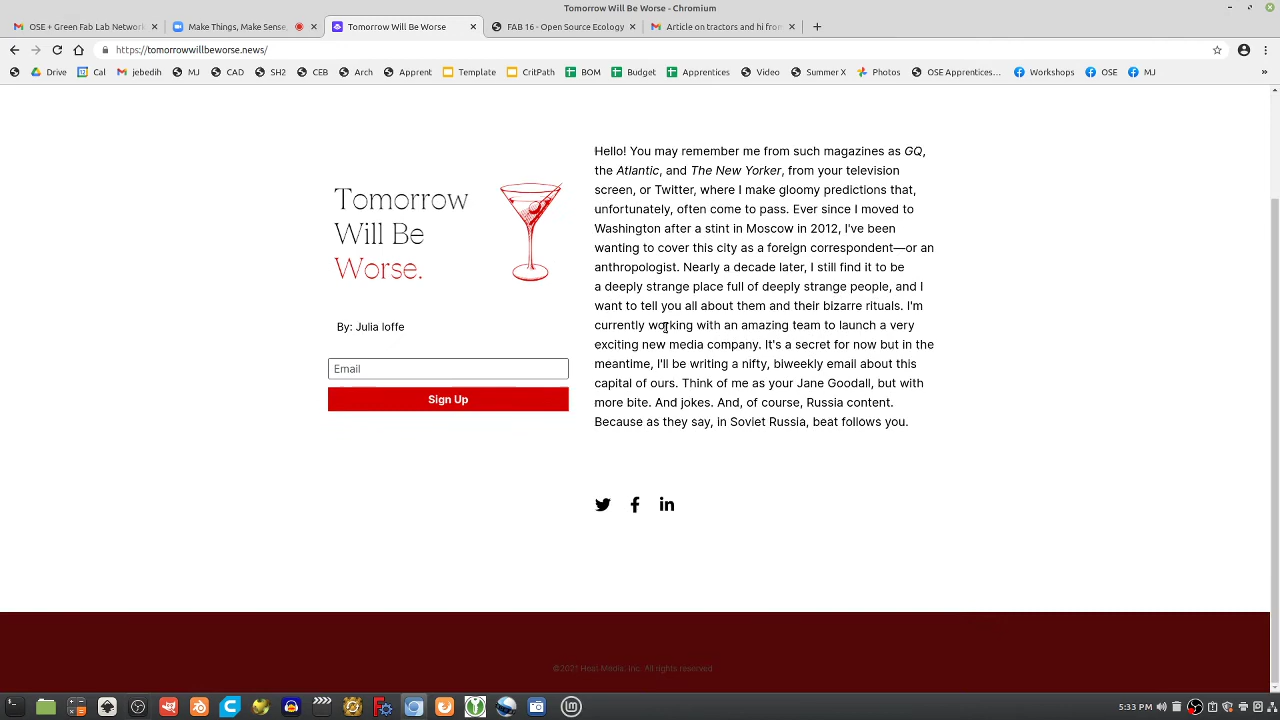 Tomorrow Will Be Worse - Chromium
OSE + Green Fab Lab Network
Make Things, Make Sense
Tomorrow Will Be Worse
FAB 16 - Open Source Ecology
Article on tractors and hi from
https://tomorrowwillbeworse.news/
Drive Cal jebedih MJ CAD SH2 CEB Arch Apprent Template CritPath BOM Budget Apprentices Video Summer X Photos OSE Apprentices... Workshops OSE MJ »
Tomorrow
Will Be
Worse.
By: Julia Ioffe
Email
Sign Up
Hello! You may remember me from such magazines as GQ,
the Atlantic, and The New Yorker, from your television
screen, or Twitter, where I make gloomy predictions that,
unfortunately, often come to pass. Ever since I moved to
Washington after a stint in Moscow in 2012, I've been
wanting to cover this city as a foreign correspondent—or an
anthropologist. Nearly a decade later, I still find it to be
a deeply strange place full of deeply strange people, and I
want to tell you all about them and their bizarre rituals. I'm
currently working with an amazing team to launch a very
exciting new media company. It's a secret for now but in the
meantime, I'll be writing a nifty, biweekly email about this
capital of ours. Think of me as your Jane Goodall, but with
more bite. And jokes. And, of course, Russia content.
Because as they say, in Soviet Russia, beat follows you.
©2021 Heat Media, Inc. All rights reserved
5:33 PM